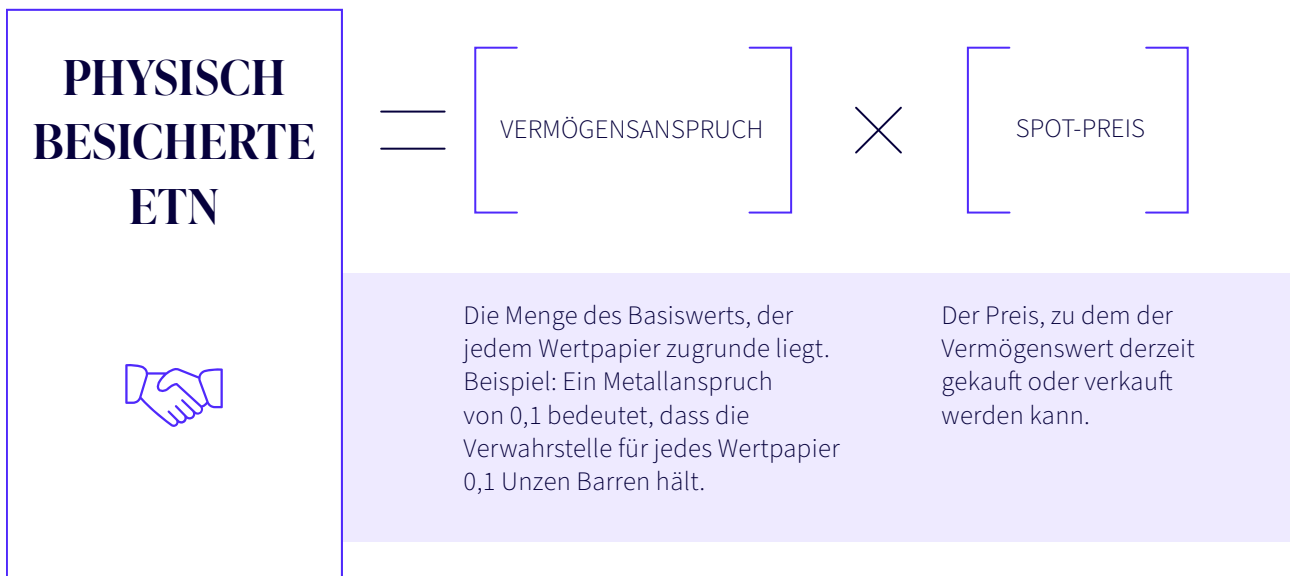 PHYSISCH
BESICHERTE
ETN
VERMÖGENSANSPRUCH
SPOT-PREIS
Die Menge des Basiswerts, der
jedem Wertpapier zugrunde liegt.
Beispiel: Ein Metallanspruch
von 0,1 bedeutet, dass die
Verwahrstelle für jedes Wertpapier
0,1 Unzen Barren hält.
Der Preis, zu dem der
Vermögenswert derzeit
gekauft oder verkauft
werden kann.